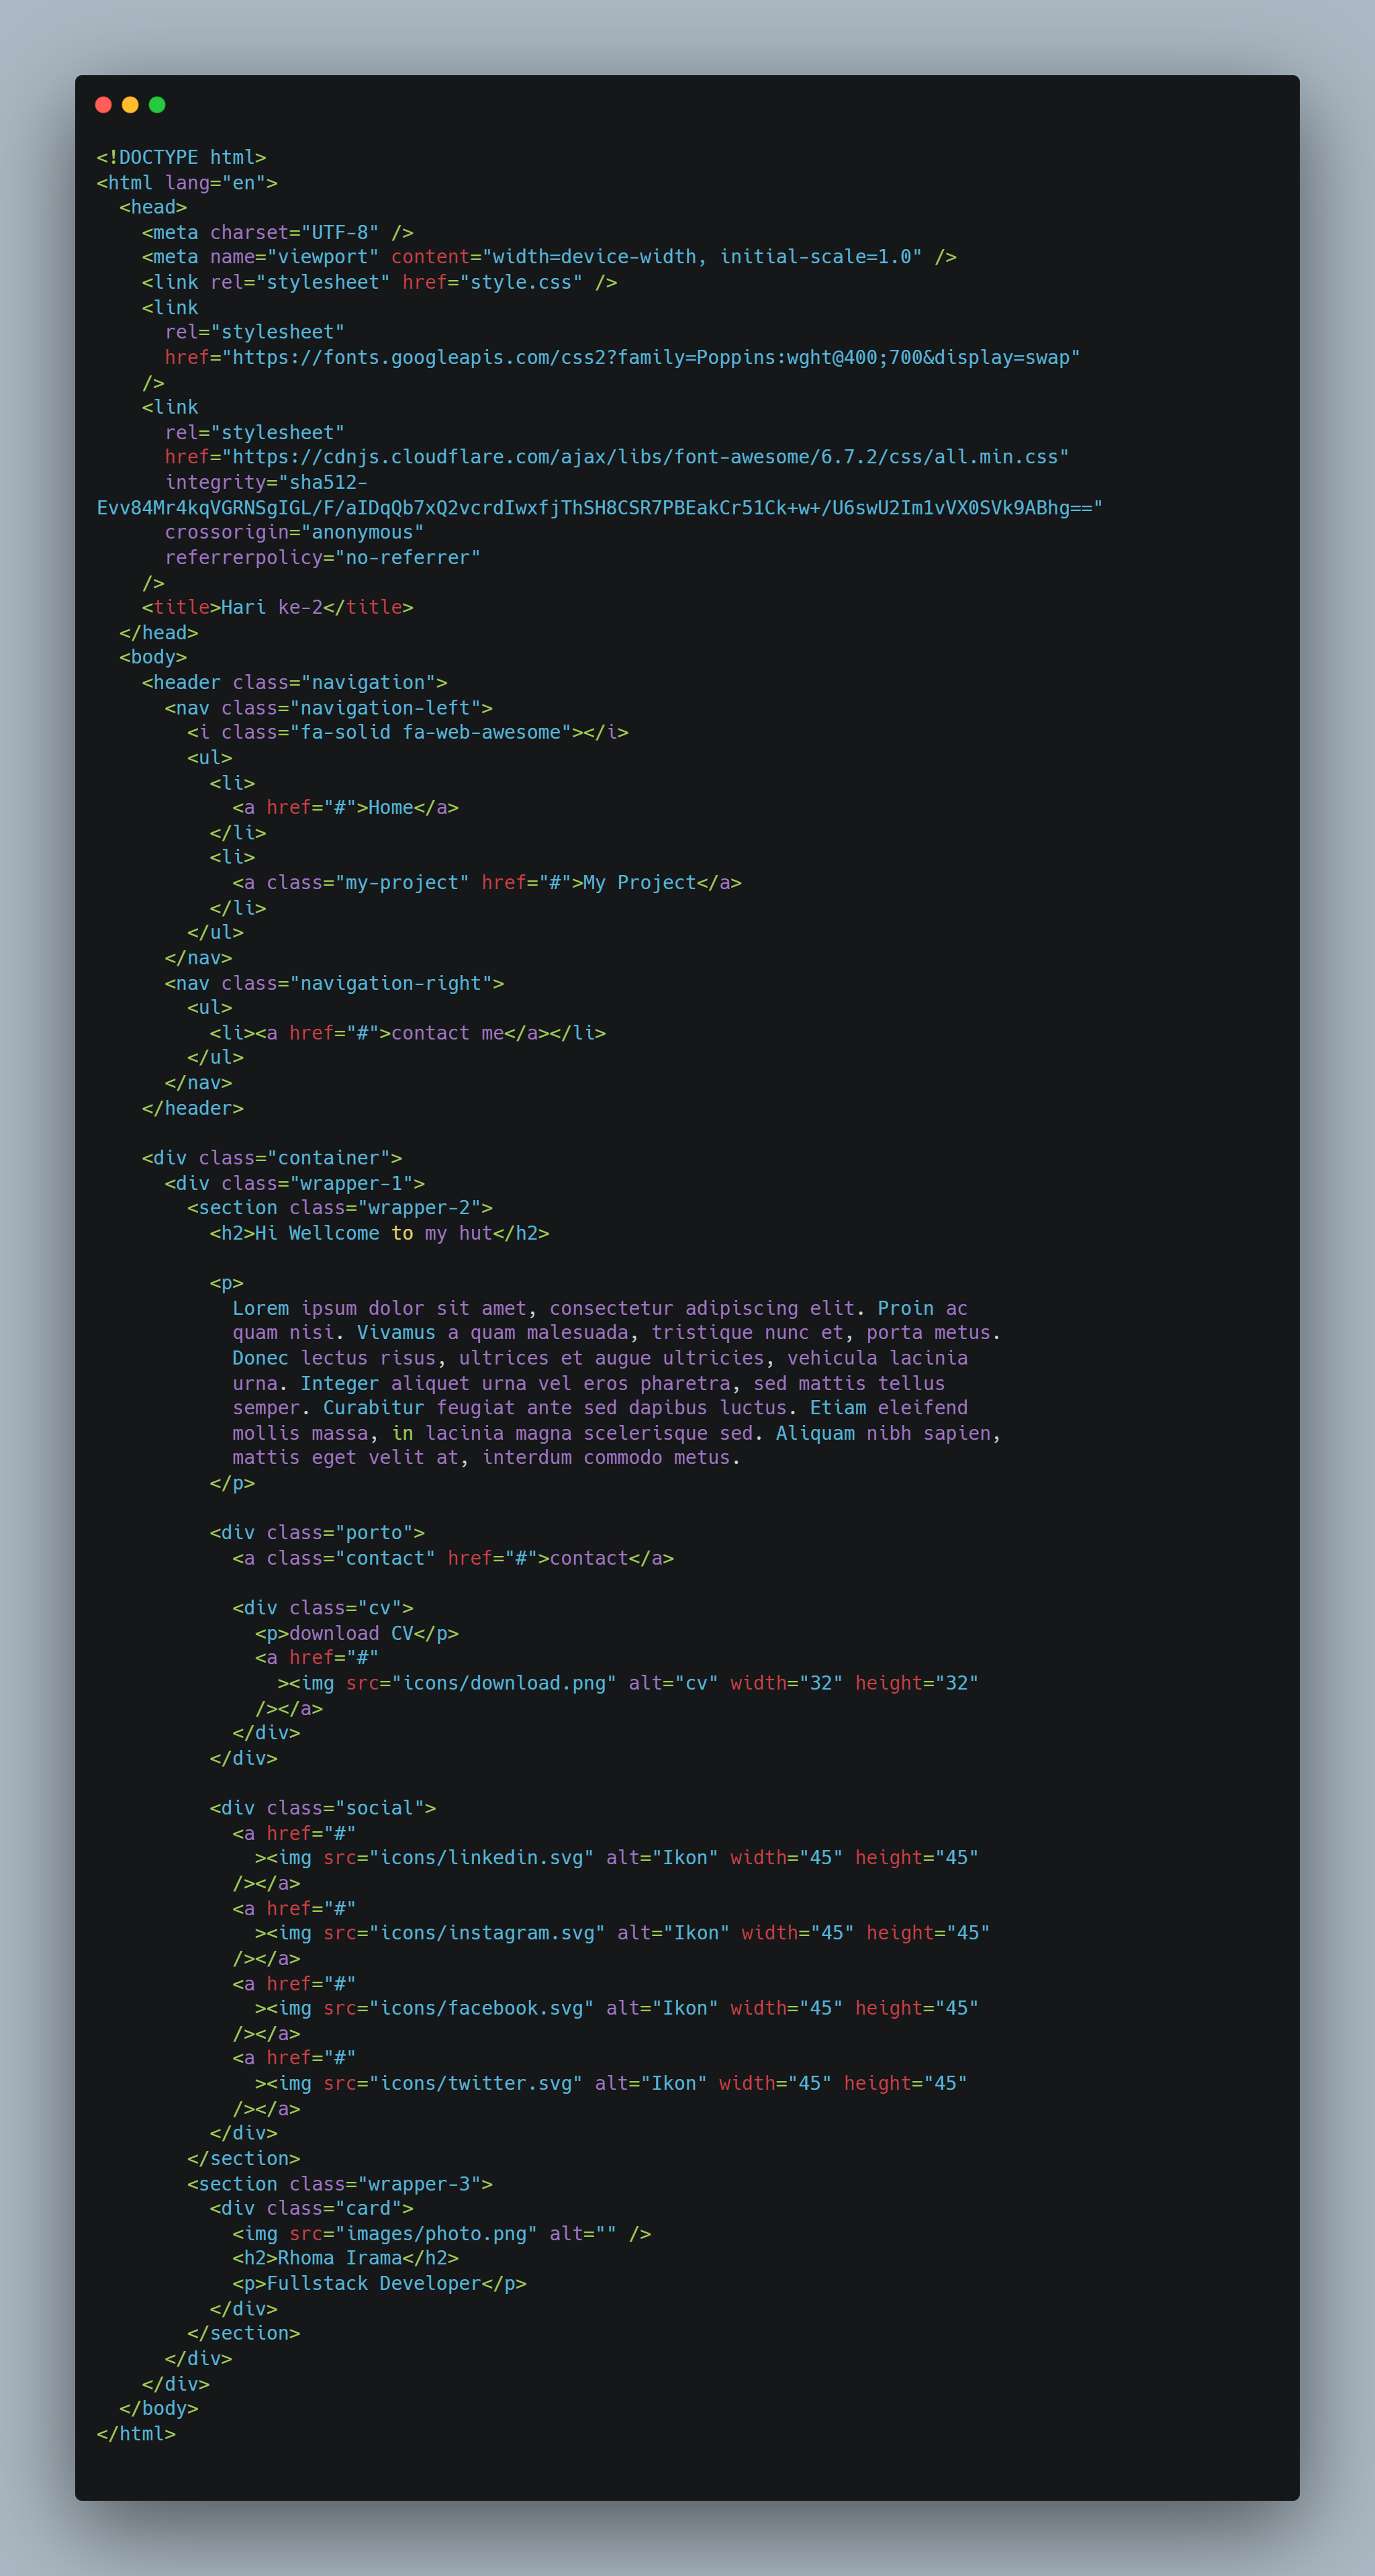 <!DOCTYPE html>
<html lang="en">
  <head>
    <meta charset="UTF-8" />
    <meta name="viewport" content="width=device-width, initial-scale=1.0" />
    <link rel="stylesheet" href="style.css" />
    <link
      rel="stylesheet"
      href="https://fonts.googleapis.com/css2?family=Poppins:wght@400;700&display=swap"
    />
    <link
      rel="stylesheet"
      href="https://cdnjs.cloudflare.com/ajax/libs/font-awesome/6.7.2/css/all.min.css"
      integrity="sha512-
Evv84Mr4kqVGRNSgIGL/F/aIDqQb7xQ2vcrdIwxfjThSH8CSR7PBEakCr51Ck+w+/U6swU2Im1vVX0SVk9ABhg=="
      crossorigin="anonymous"
      referrerpolicy="no-referrer"
    />
    <title>Hari ke-2</title>
  </head>
  <body>
    <header class="navigation">
      <nav class="navigation-left">
        <i class="fa-solid fa-web-awesome"></i>
        <ul>
          <li>
            <a href="#">Home</a>
          </li>
          <li>
            <a class="my-project" href="#">My Project</a>
          </li>
        </ul>
      </nav>
      <nav class="navigation-right">
        <ul>
          <li><a href="#">contact me</a></li>
        </ul>
      </nav>
    </header>

    <div class="container">
      <div class="wrapper-1">
        <section class="wrapper-2">
          <h2>Hi Wellcome to my hut</h2>

          <p>
            Lorem ipsum dolor sit amet, consectetur adipiscing elit. Proin ac
            quam nisi. Vivamus a quam malesuada, tristique nunc et, porta metus.
            Donec lectus risus, ultrices et augue ultricies, vehicula lacinia
            urna. Integer aliquet urna vel eros pharetra, sed mattis tellus
            semper. Curabitur feugiat ante sed dapibus luctus. Etiam eleifend
            mollis massa, in lacinia magna scelerisque sed. Aliquam nibh sapien,
            mattis eget velit at, interdum commodo metus.
          </p>

          <div class="porto">
            <a class="contact" href="#">contact</a>

            <div class="cv">
              <p>download CV</p>
              <a href="#"
                ><img src="icons/download.png" alt="cv" width="32" height="32"
              /></a>
            </div>
          </div>

          <div class="social">
            <a href="#"
              ><img src="icons/linkedin.svg" alt="Ikon" width="45" height="45"
            /></a>
            <a href="#"
              ><img src="icons/instagram.svg" alt="Ikon" width="45" height="45"
            /></a>
            <a href="#"
              ><img src="icons/facebook.svg" alt="Ikon" width="45" height="45"
            /></a>
            <a href="#"
              ><img src="icons/twitter.svg" alt="Ikon" width="45" height="45"
            /></a>
          </div>
        </section>
        <section class="wrapper-3">
          <div class="card">
            <img src="images/photo.png" alt="" />
            <h2>Rhoma Irama</h2>
            <p>Fullstack Developer</p>
          </div>
        </section>
      </div>
    </div>
  </body>
</html>